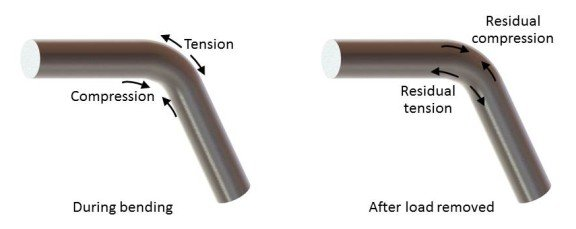 Tension
Compression
During bending
Residual
compression
Residual
tension
After load removed